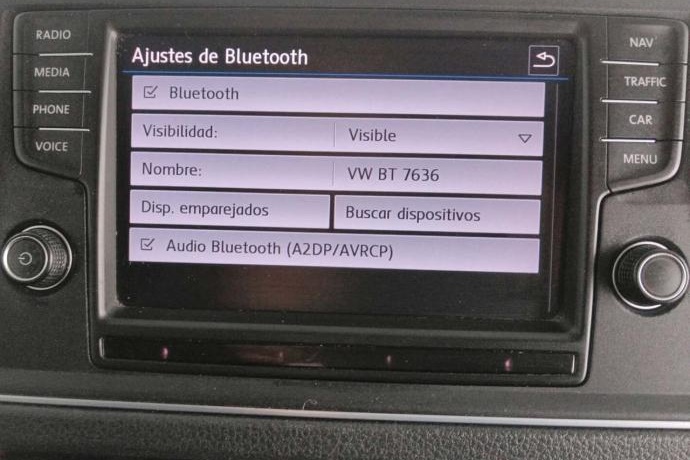 RADIO
MEDIA
PHONE
VOICE
Ajustes de Bluetooth
Bluetooth
Visibilidad: Visible
Nombre: VW BT 7636
Disp. emparejados Buscar dispositivos
Audio Bluetooth (A2DP/AVRCP)
NAV
TRAFFIC
CAR
MENU